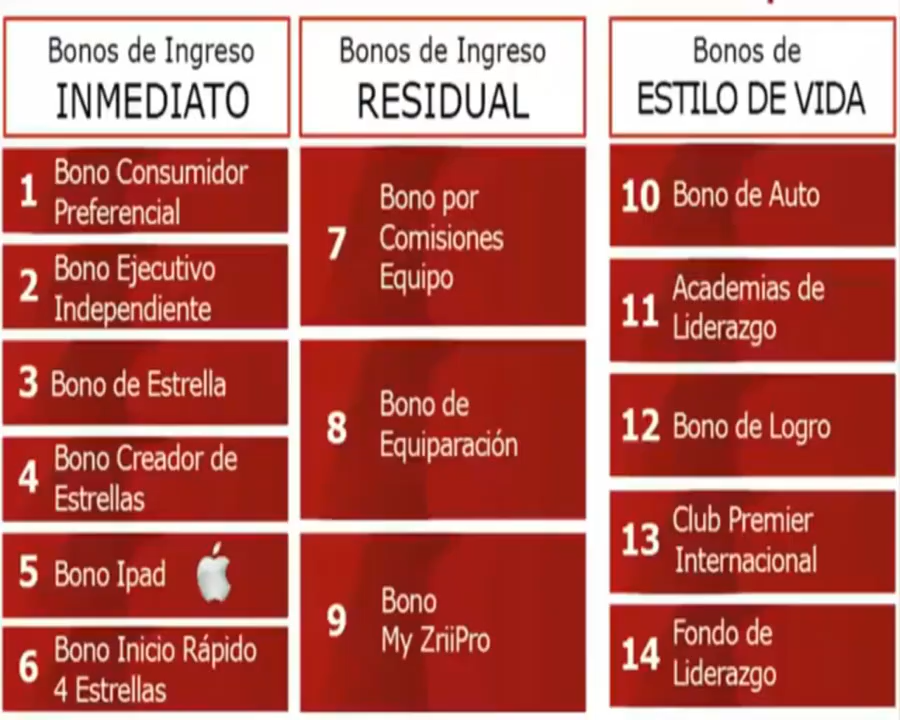 Bonos de Ingreso
INMEDIATO
1 Bono Consumidor
Preferencial
2 Bono Ejecutivo
Independiente
3 Bono de Estrella
4 Bono Creador de
Estrellas
5 Bono Ipad
6 Bono Inicio Rápido
4 Estrellas
Bonos de Ingreso
RESIDUAL
7 Bono por
Comisiones
Equipo
8 Bono de
Equiparación
9 Bono
My ZriiPro
Bonos de
ESTILO DE VIDA
10 Bono de Auto
11 Academias de
Liderazgo
12 Bono de Logro
13 Club Premier
Internacional
14 Fondo de
Liderazgo